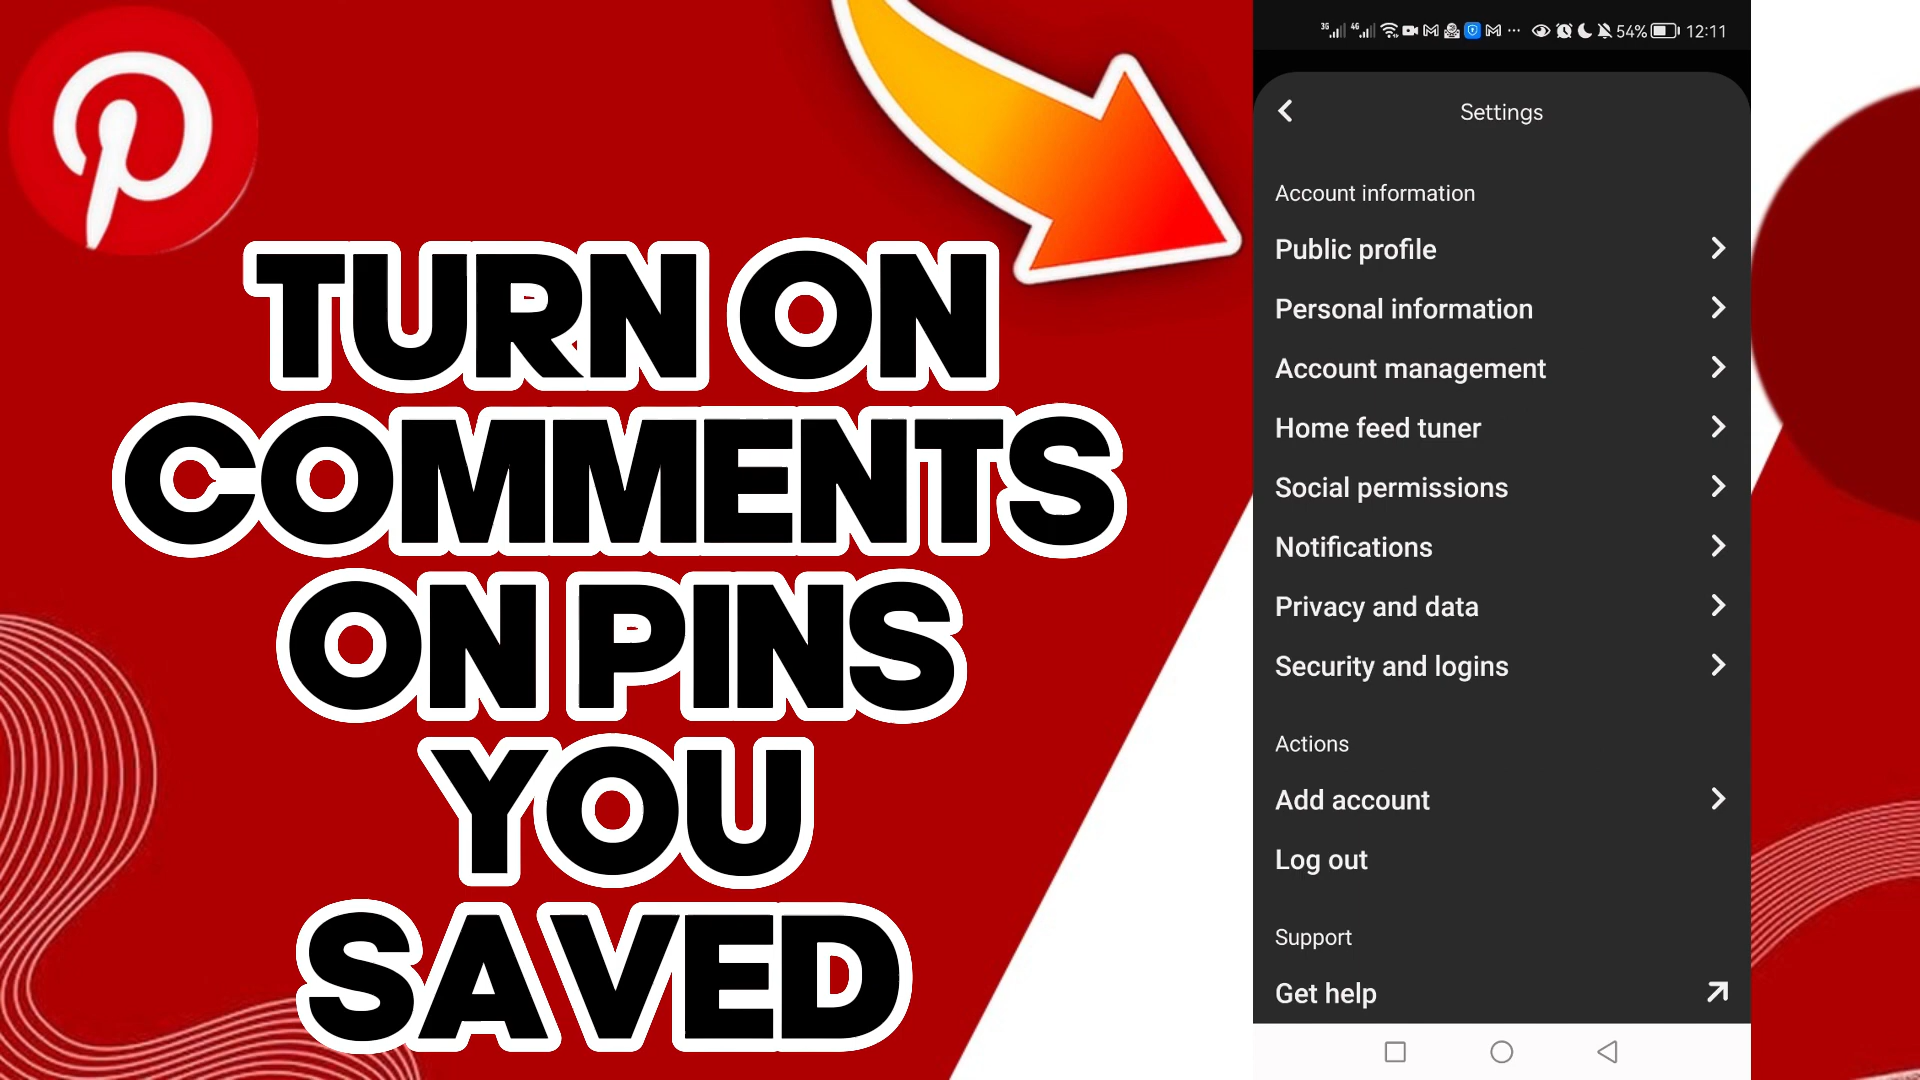 TURN ON
COMMENTS
ON PINS
YOU
SAVED
3G 4G 54% 12:11
Settings
Account information
Public profile
Personal information
Account management
Home feed tuner
Social permissions
Notifications
Privacy and data
Security and logins
Actions
Add account
Log out
Support
Get help